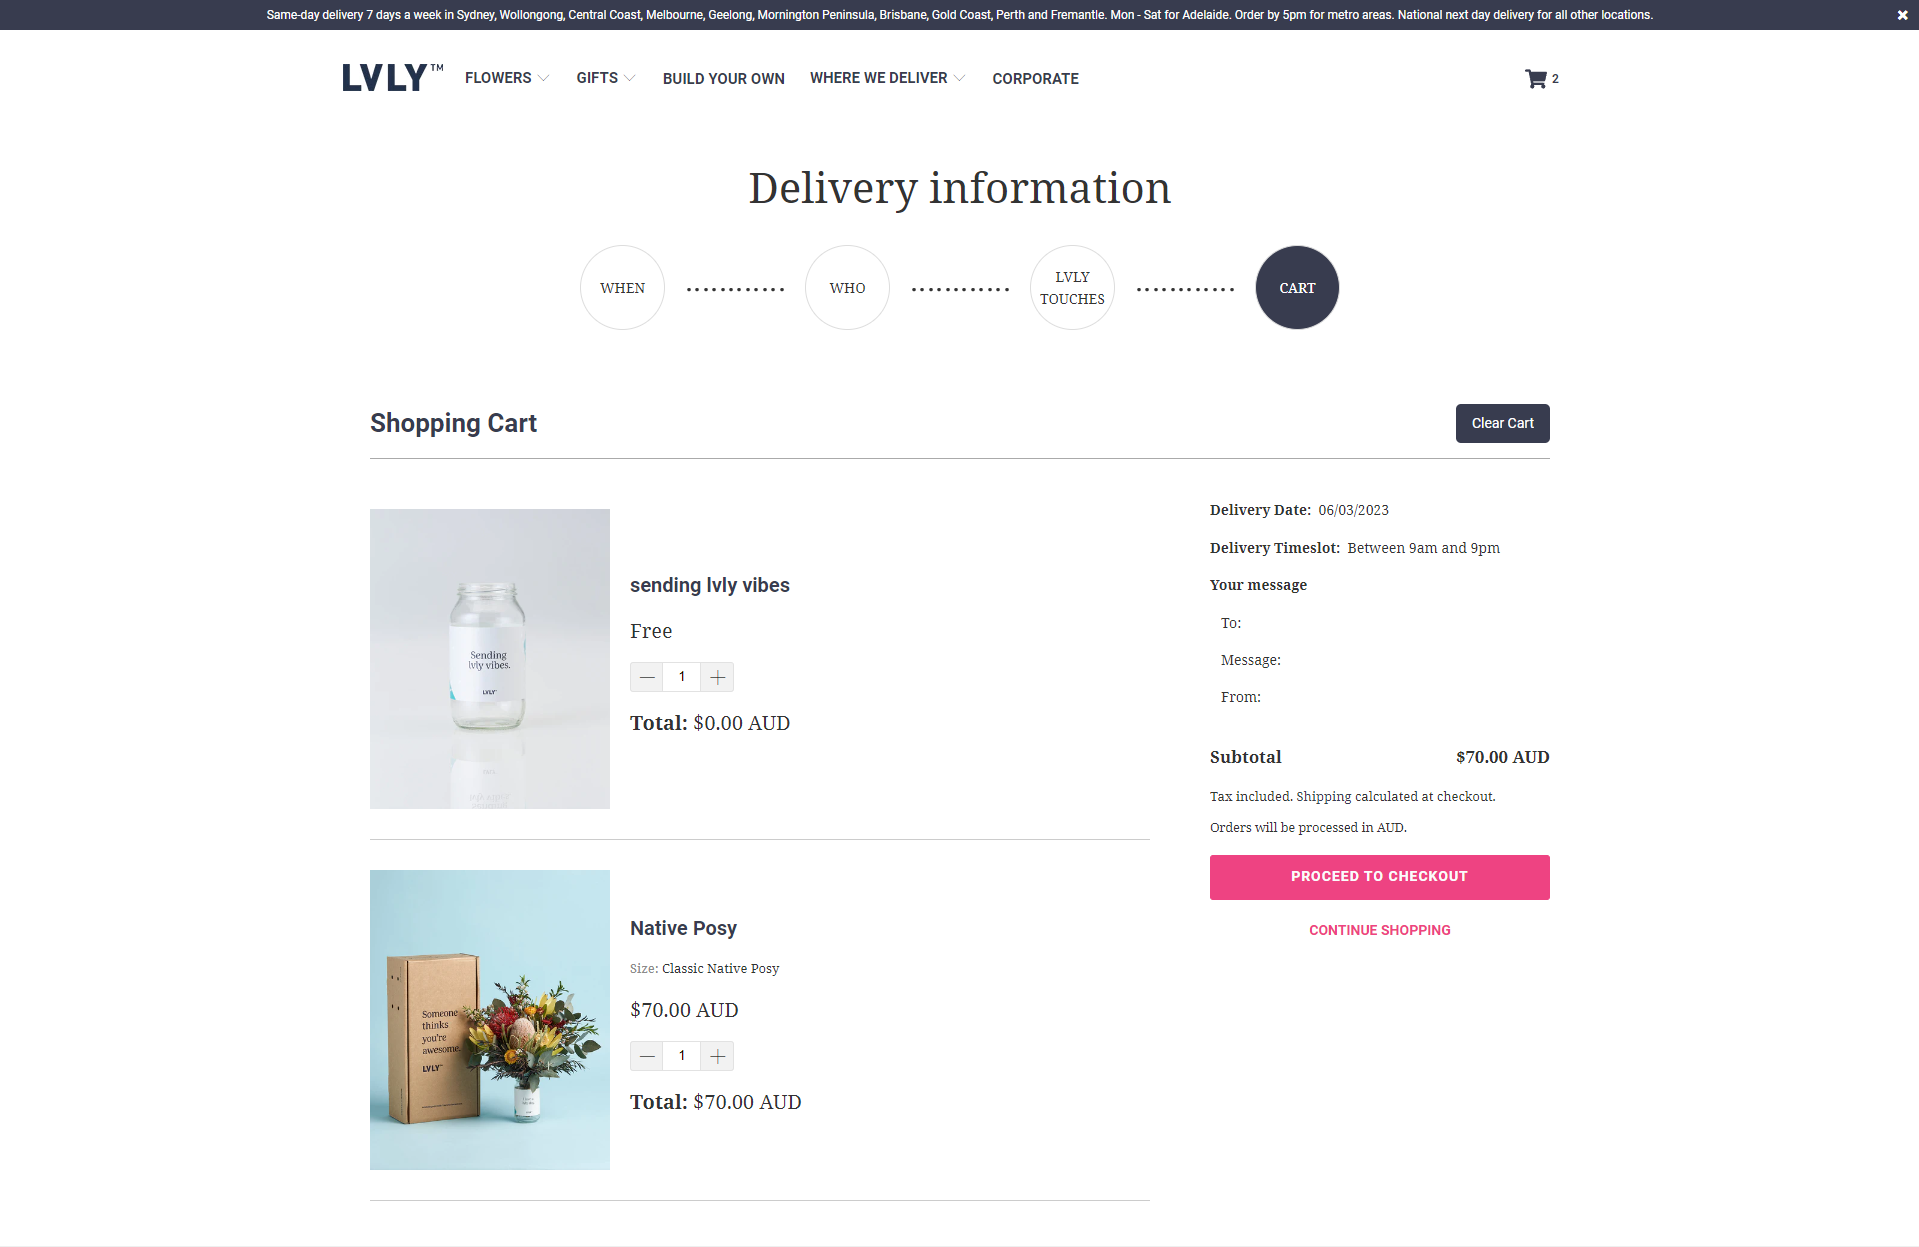 Same-day delivery 7 days a week in Sydney, Wollongong, Central Coast, Melbourne, Geelong, Mornington Peninsula, Brisbane, Gold Coast, Perth and Fremantle. Mon - Sat for Adelaide. Order by 5pm for metro areas. National next day delivery for all other locations.
LVLY™ FLOWERS GIFTS BUILD YOUR OWN WHERE WE DELIVER CORPORATE 2
Delivery information
WHEN WHO LVLY TOUCHES CART
Shopping Cart Clear Cart
Sending
lvly vibes.
LVLY
sending lvly vibes
Free
1
Total: $0.00 AUD
Someone
thinks
you're
awesome.
LVLY
Native Posy
Size: Classic Native Posy
$70.00 AUD
1
Total: $70.00 AUD
Delivery Date: 06/03/2023
Delivery Timeslot: Between 9am and 9pm
Your message
To:
Message:
From:
Subtotal $70.00 AUD
Tax included. Shipping calculated at checkout.
Orders will be processed in AUD.
PROCEED TO CHECKOUT
CONTINUE SHOPPING